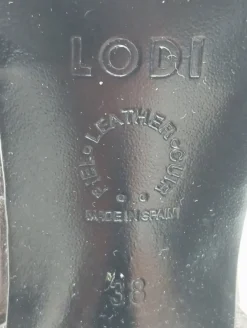 LODI
PIEL • LEATHER • CUIR
MADE IN SPAIN
38